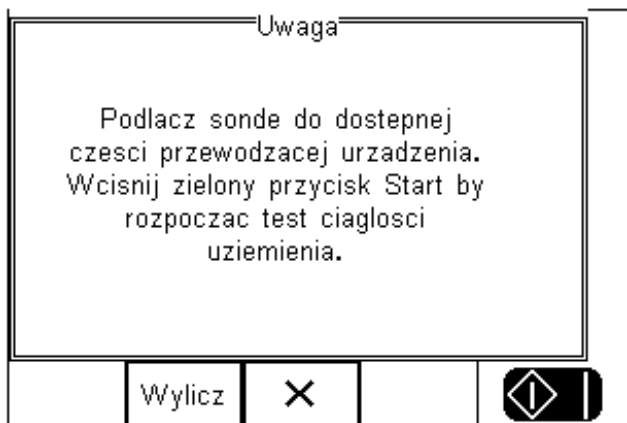 Uwaga
Podlacz sonde do dostepnej
czesci przewodzacej urzadzenia.
Wcisnij zielony przycisk Start by
rozpoczac test ciaglosci
uziemienia.
Wylicz